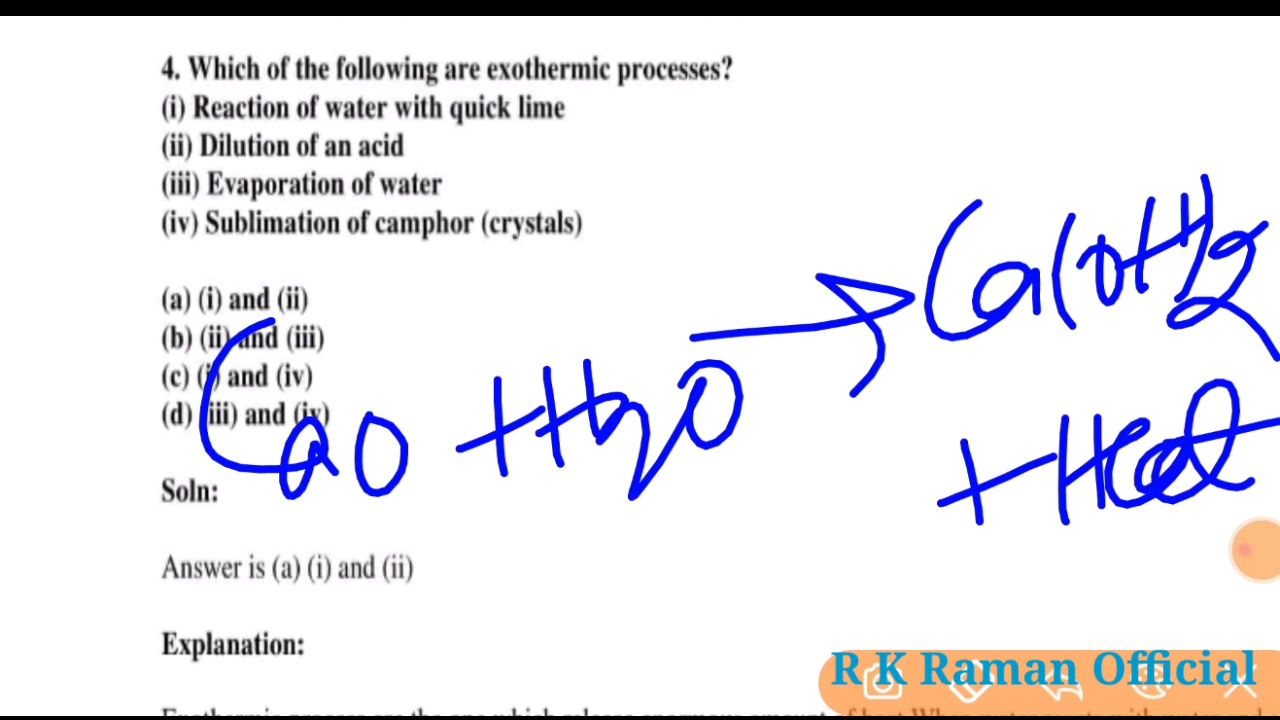 4. Which of the following are exothermic processes?
(i) Reaction of water with quick lime
(ii) Dilution of an acid
(iii) Evaporation of water
(iv) Sublimation of camphor (crystals)
(a) (i) and (ii)
(b) (ii) and (iii)
(c) (i) and (iv)
(d) (iii) and (iv)
CaO + H2O → Ca(OH)2
+ Heat
Soln:
Answer is (a) (i) and (ii)
Explanation:
R K Raman Official